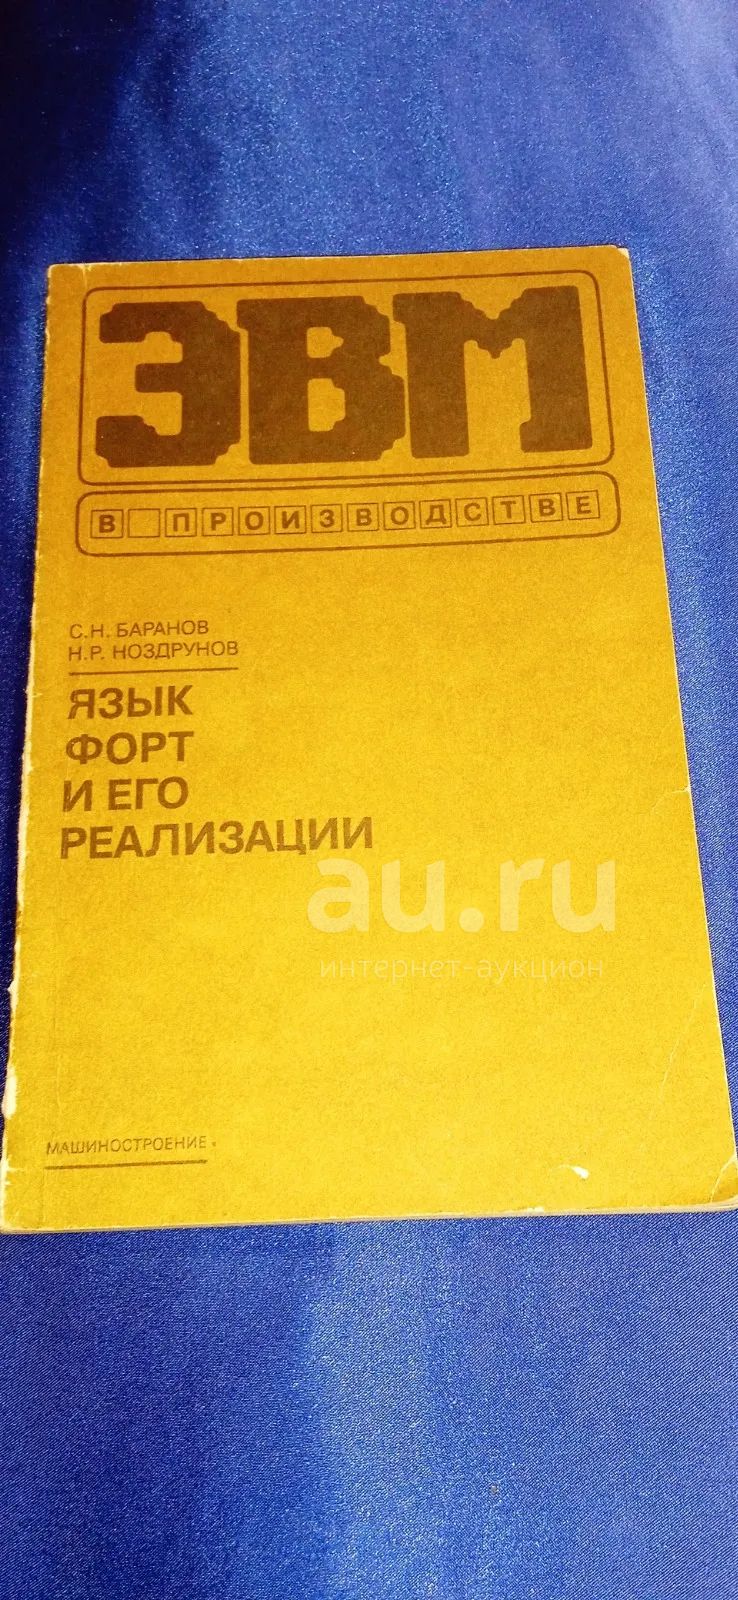 ЭВМ
В ПРОИЗВОДСТВЕ
С.Н. БАРАНОВ
Н.Р. НОЗДРУНОВ
ЯЗЫК
ФОРТ
И ЕГО
РЕАЛИЗАЦИИ
au.ru
интернет-аукцион
МАШИНОСТРОЕНИЕ